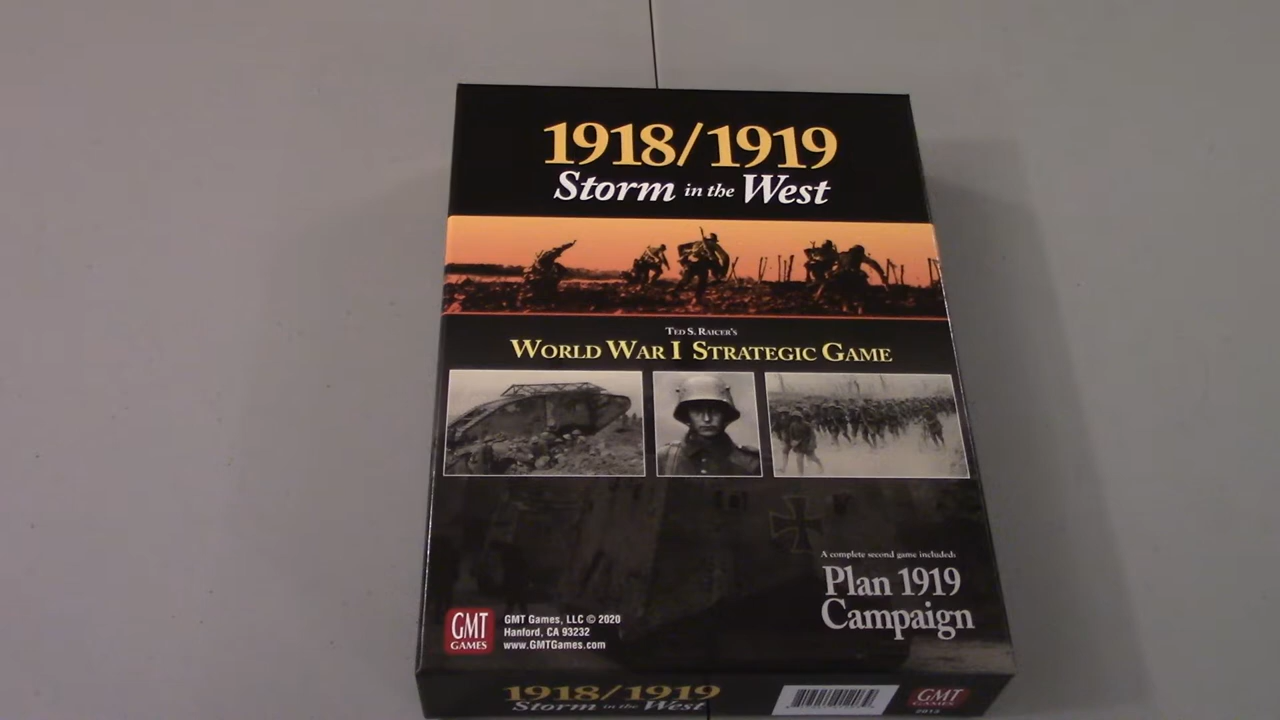 1918/1919
Storm in the West
TED S. RAICER'S
WORLD WAR I STRATEGIC GAME
A complete second game included:
Plan 1919
Campaign
GMT
GAMES
GMT Games, LLC © 2020
Hanford, CA 93232
www.GMTGames.com
1918/1919
Storm in the West
GMT
GAMES